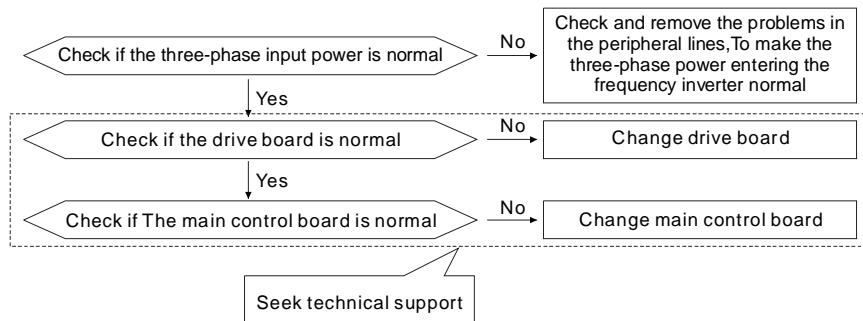 Check if the three-phase input power is normal
No
Check and remove the problems in
the peripheral lines,To make the
three-phase power entering the
frequency inverter normal
Yes
Check if the drive board is normal
No
Change drive board
Yes
Check if The main control board is normal
No
Change main control board
Seek technical support